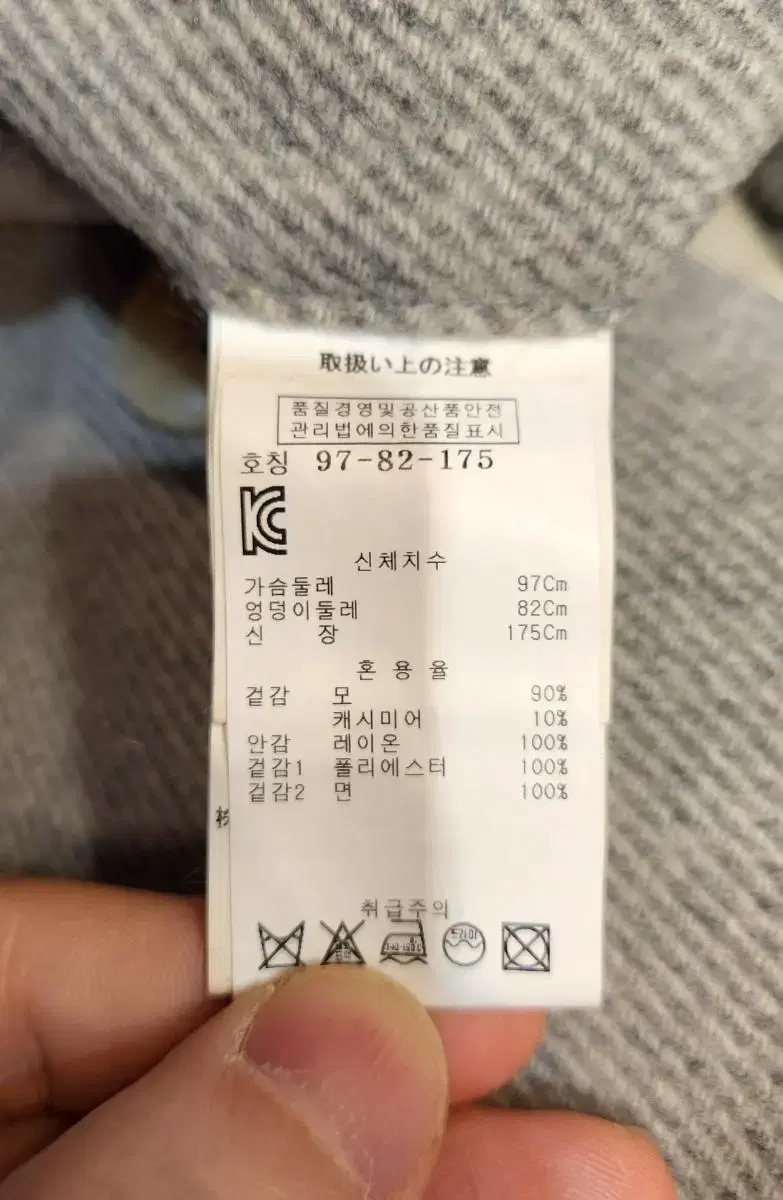 取扱い上の注意
품질경영및공산품안전
관리법에의한품질표시
호칭 97-82-175
신체치수
가슴둘레 97Cm
엉덩이둘레 82Cm
신 장 175Cm
혼 용 율
겉감 모 90%
캐시미어 10%
안감 레이온 100%
겉감1 폴리에스터 100%
겉감2 면 100%
취급주의
드라이